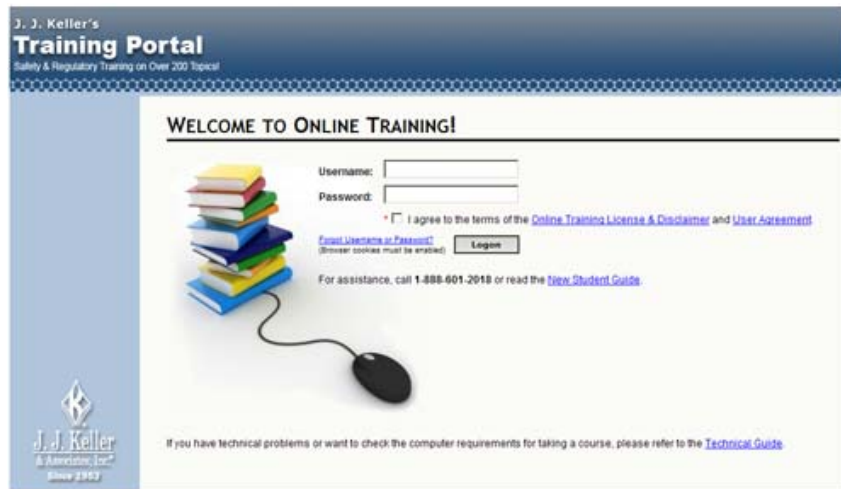 J. J. Keller's
Training Portal
Safety & Regulatory Training on Over 200 Topics!
WELCOME TO ONLINE TRAINING!
Username:
Password:
* I agree to the terms of the Online Training License & Disclaimer and User Agreement.
Forgot Username or Password?
(Browser cookies must be enabled)
Logon
For assistance, call 1-888-601-2018 or read the New Student Guide.
J. J. Keller
& Associates, Inc.®
Since 1953
If you have technical problems or want to check the computer requirements for taking a course, please refer to the Technical Guide.